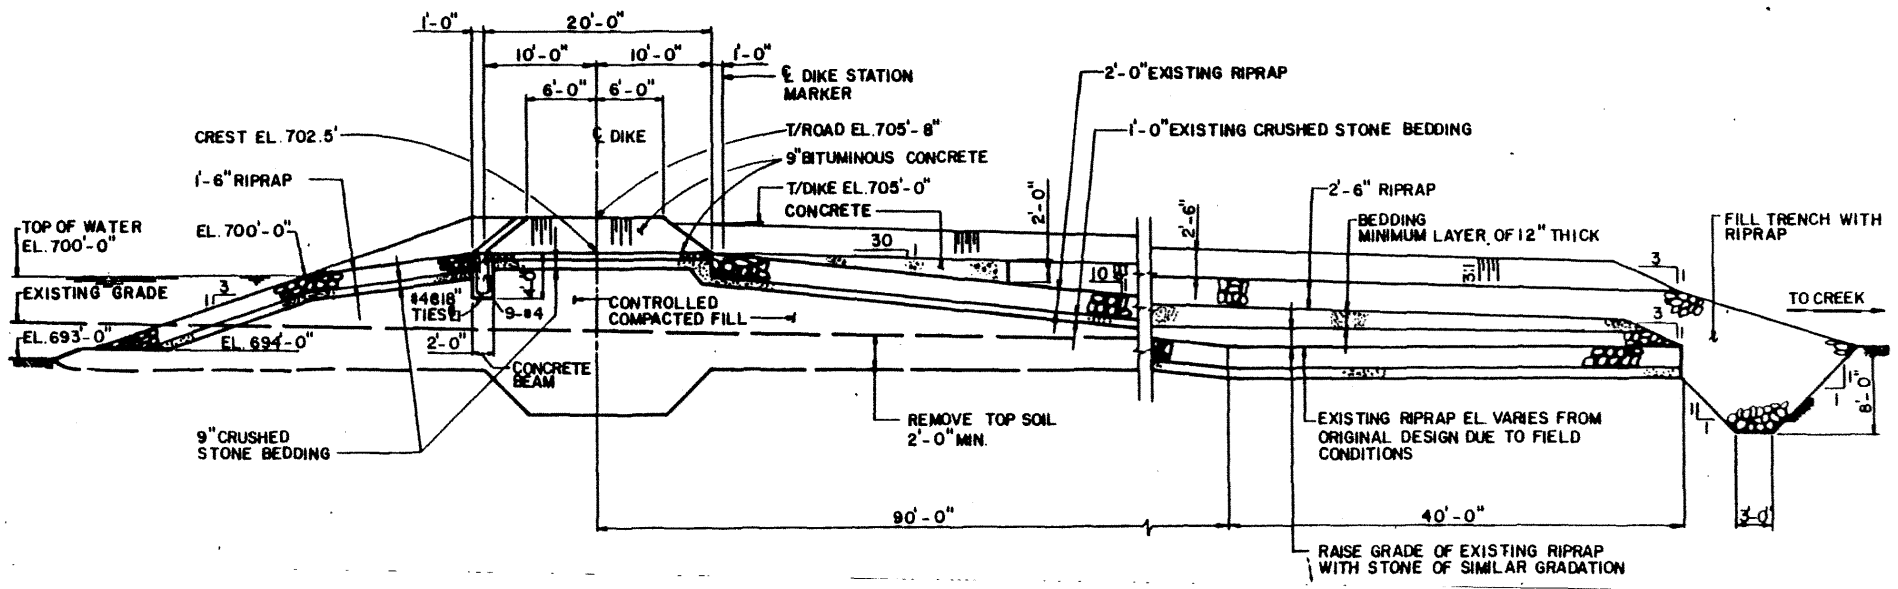 1'-0"
20'-0"
10'-0"
10'-0"
1'-0"
6'-0"
6'-0"
℄ DIKE STATION
MARKER
2'-0" EXISTING RIPRAP
CREST EL. 702.5'
℄ DIKE
T/ROAD EL. 705'-8"
1'-0" EXISTING CRUSHED STONE BEDDING
9" BITUMINOUS CONCRETE
1'-6" RIPRAP
T/DIKE EL. 705'-0"
CONCRETE
2'-0"
2'-6"
2'-6" RIPRAP
BEDDING
MINIMUM LAYER OF 12" THICK
FILL TRENCH WITH
RIPRAP
TOP OF WATER
EL. 700'-0"
EL. 700'-0"
30
1
10
3
1
3
1
EXISTING GRADE
#4@18"
TIES
9-#4
CONTROLLED
COMPACTED FILL
TO CREEK
3
1
EL. 693'-0"
EL. 694'-0"
2'-0"
CONCRETE
BEAM
9" CRUSHED
STONE BEDDING
REMOVE TOP SOIL
2'-0" MIN.
EXISTING RIPRAP EL VARIES FROM
ORIGINAL DESIGN DUE TO FIELD
CONDITIONS
1
1
1
1
8'-0"
3'-0"
90'-0"
40'-0"
RAISE GRADE OF EXISTING RIPRAP
WITH STONE OF SIMILAR GRADATION